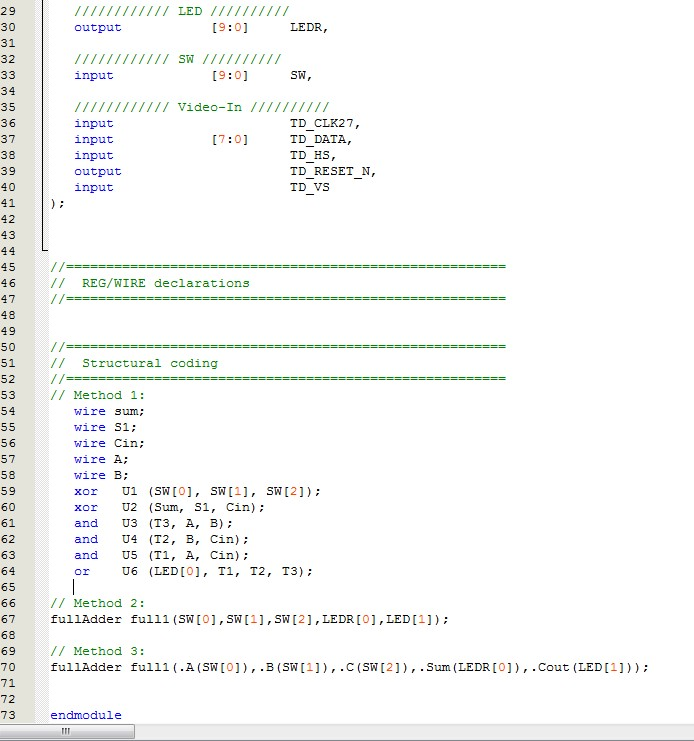 29 //////////// LED //////////
30 output [9:0] LEDR,
31
32 //////////// SW //////////
33 input [9:0] SW,
34
35 //////////// Video-In //////////
36 input TD_CLK27,
37 input [7:0] TD_DATA,
38 input TD_HS,
39 output TD_RESET_N,
40 input TD_VS
41 );
42
43
44
45 //=======================================================
46 //  REG/WIRE declarations
47 //=======================================================
48
49
50 //=======================================================
51 //  Structural coding
52 //=======================================================
53 // Method 1:
54 wire sum;
55 wire S1;
56 wire Cin;
57 wire A;
58 wire B;
59 xor U1 (SW[0], SW[1], SW[2]);
60 xor U2 (Sum, S1, Cin);
61 and U3 (T3, A, B);
62 and U4 (T2, B, Cin);
63 and U5 (T1, A, Cin);
64 or U6 (LED[0], T1, T2, T3);
65
66 // Method 2:
67 fullAdder full1(SW[0],SW[1],SW[2],LEDR[0],LED[1]);
68
69 // Method 3:
70 fullAdder full1(.A(SW[0]),.B(SW[1]),.C(SW[2]),.Sum(LEDR[0]),.Cout(LED[1]));
71
72
73 endmodule